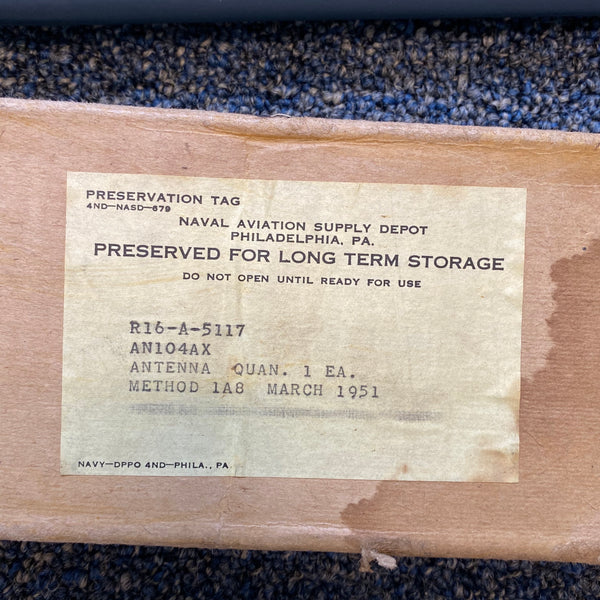 PRESERVATION TAG
4ND—NASD—679
NAVAL AVIATION SUPPLY DEPOT
PHILADELPHIA, PA.
PRESERVED FOR LONG TERM STORAGE
DO NOT OPEN UNTIL READY FOR USE
R16-A-5117
AN104AX
ANTENNA QUAN. 1 EA.
METHOD 1A8 MARCH 1951
NAVY—DPPO 4ND—PHILA., PA